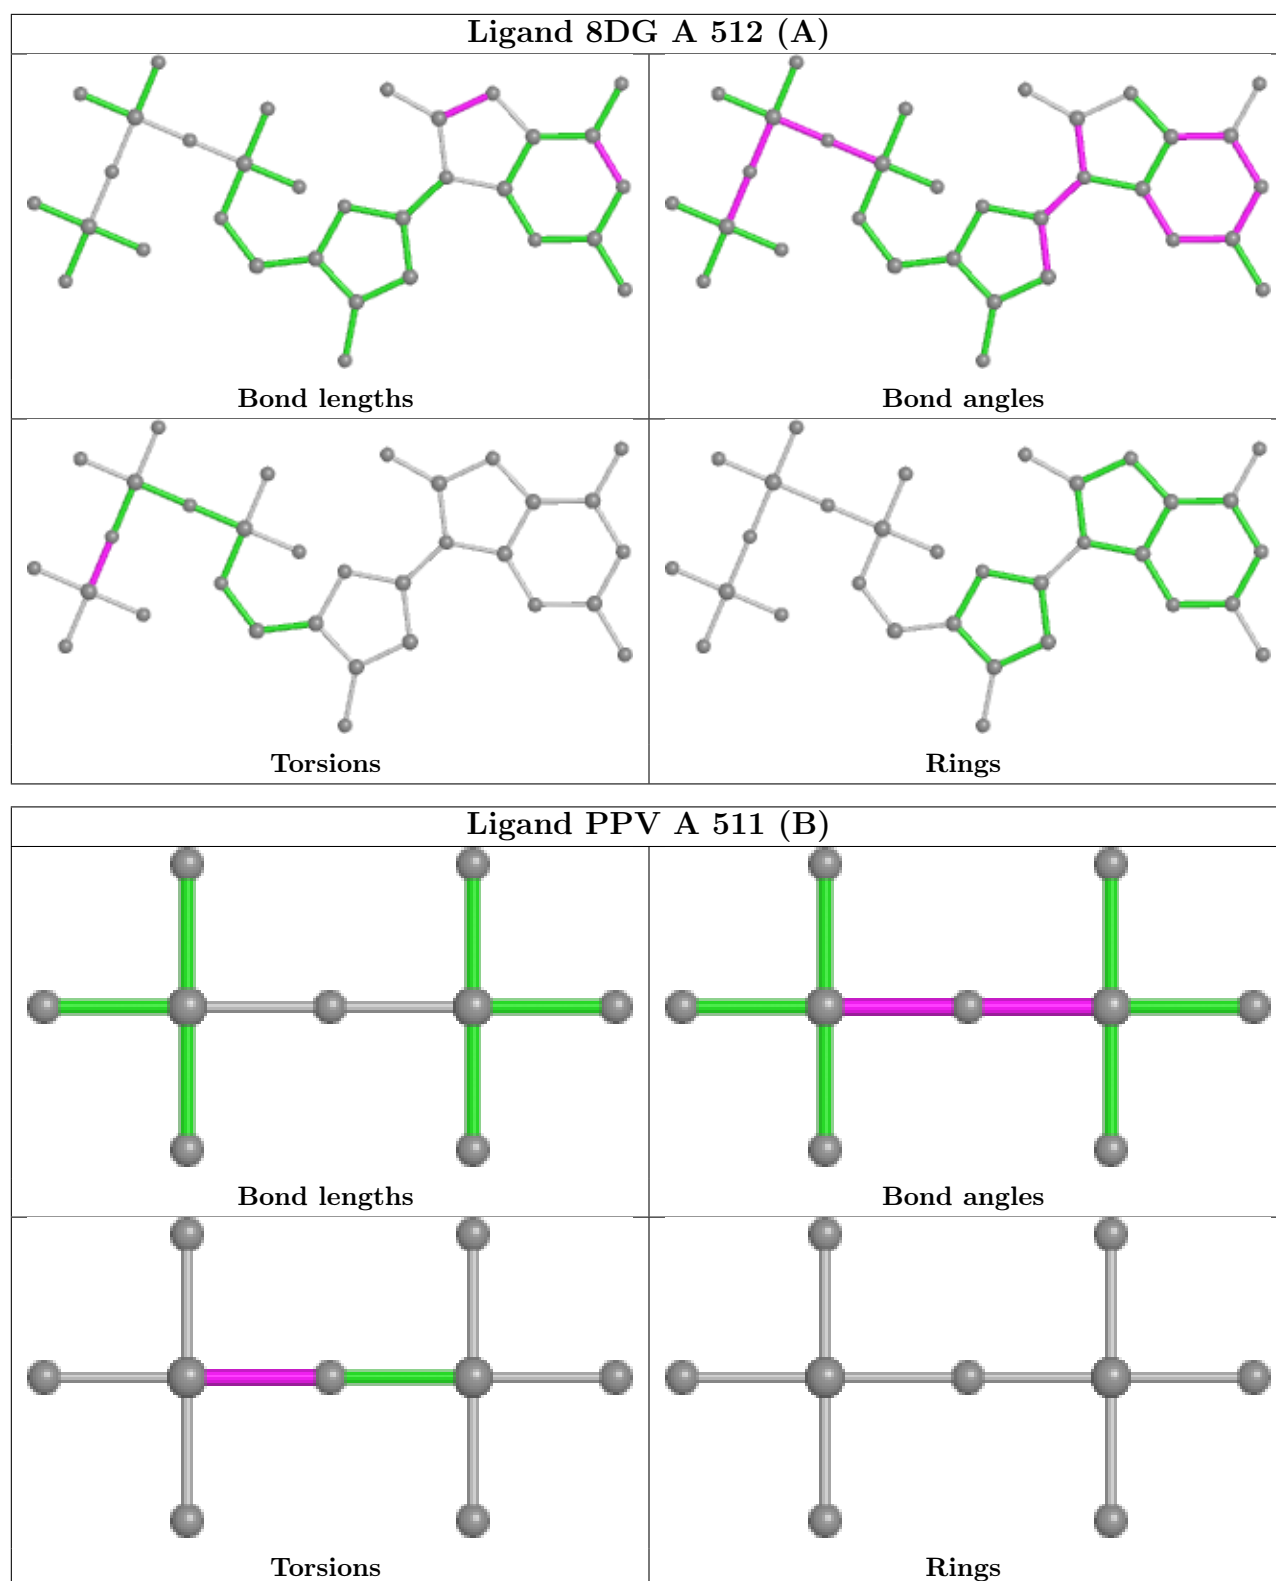 Ligand 8DG A 512 (A)
Bond lengths
Bond angles
Torsions
Rings
Ligand PPV A 511 (B)
Bond lengths
Bond angles
Torsions
Rings